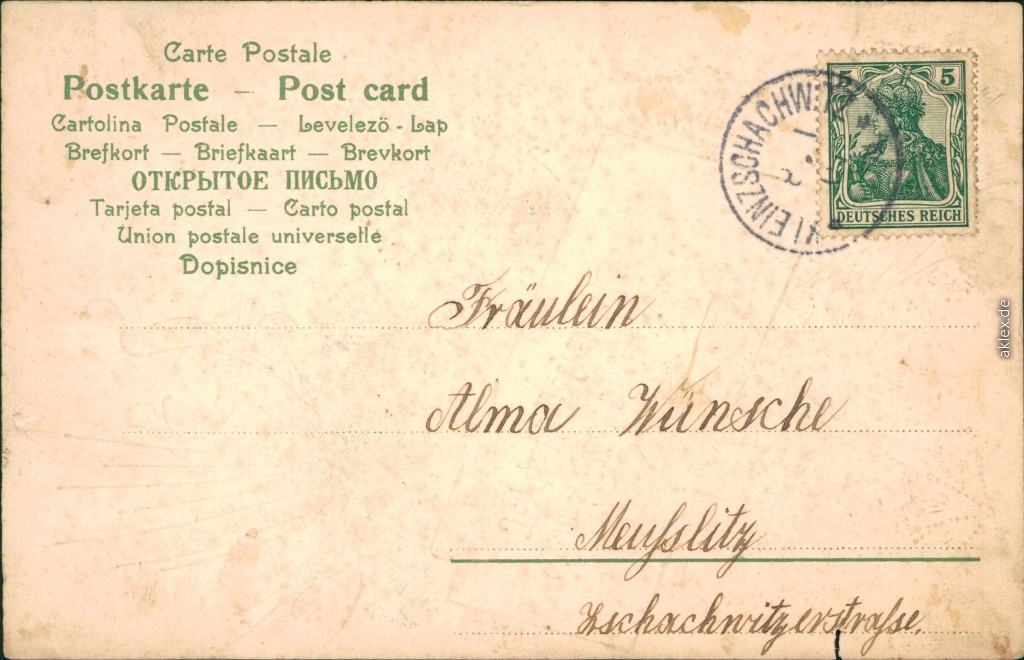 Carte Postale
Postkarte – Post card
Cartolina Postale — Levelezö - Lap
Brefkort — Briefkaart — Brevkort
ОТКРЫТОЕ ПИСЬМО
Tarjeta postal — Carto postal
Union postale universelle
Dopisnice
5 5
DEUTSCHES REICH
KLEINZSCHACHWITZ
Fräulein
Alma Wünsche
Meußlitz
Zschachwitzerstraße.
aklex.de